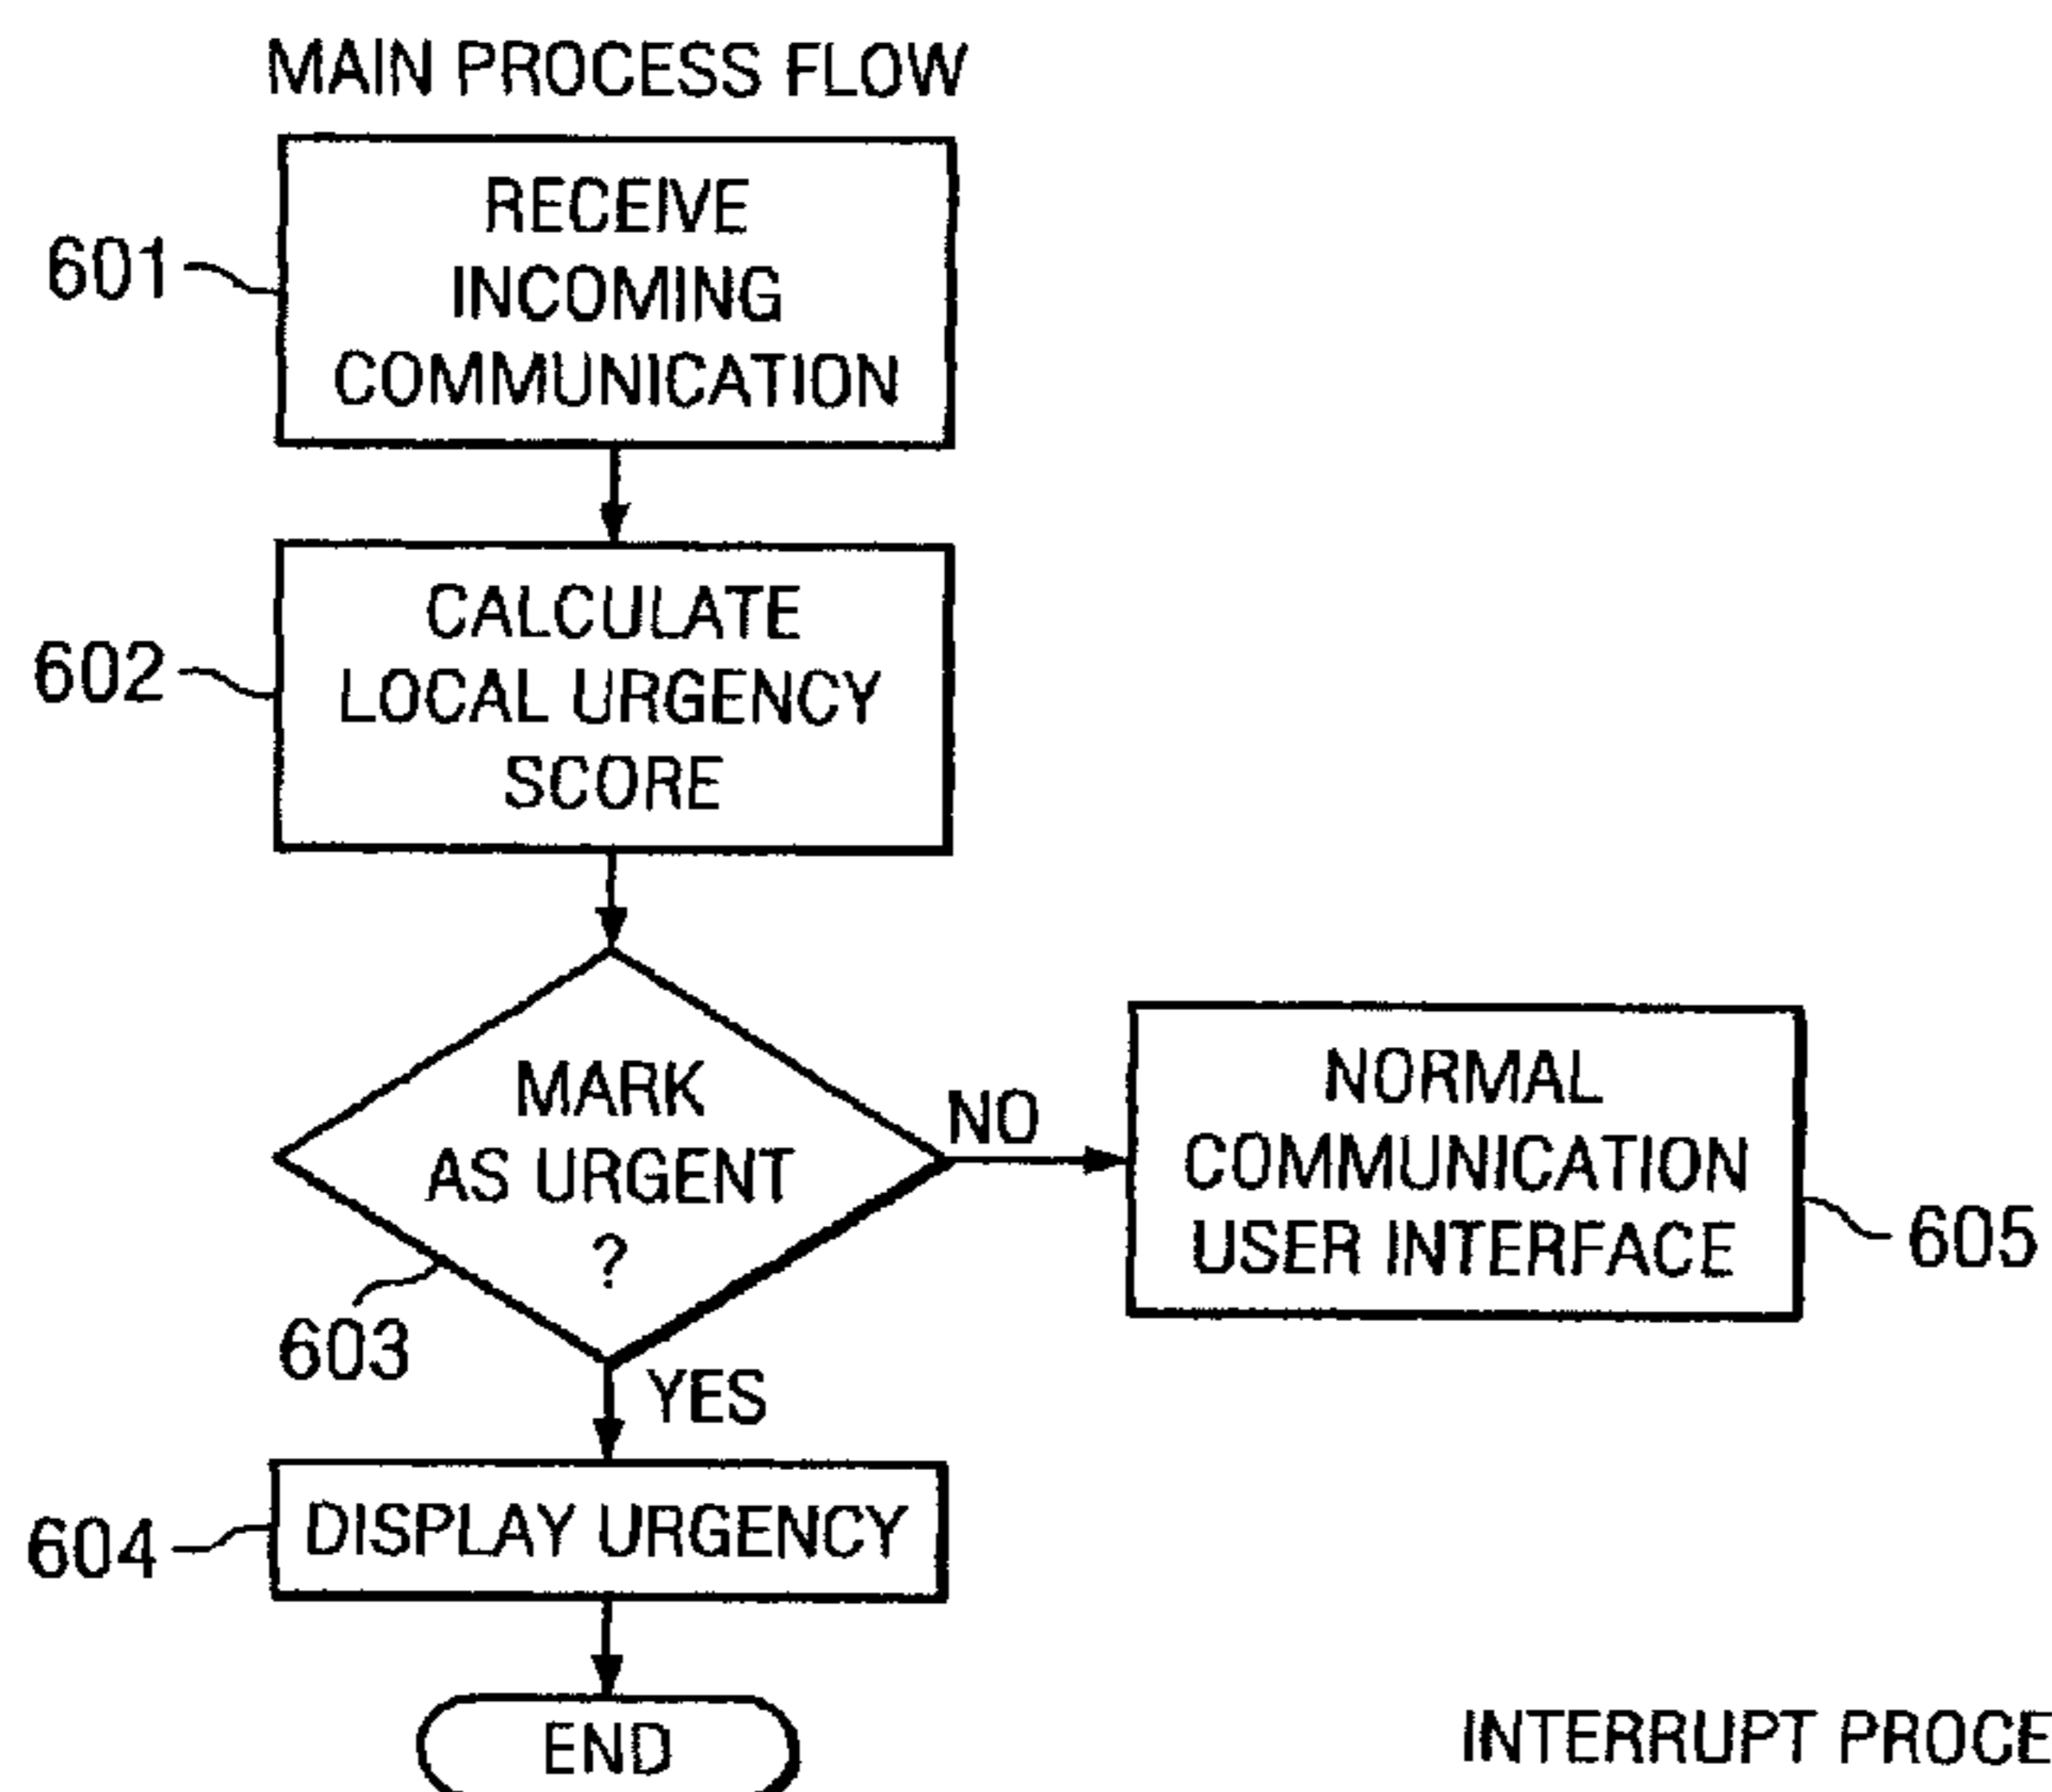 MAIN PROCESS FLOW
RECEIVE
INCOMING
COMMUNICATION
601
CALCULATE
LOCAL URGENCY
SCORE
602
MARK
AS URGENT
?
603
NO
NORMAL
COMMUNICATION
USER INTERFACE
605
YES
DISPLAY URGENCY
604
END
INTERRUPT